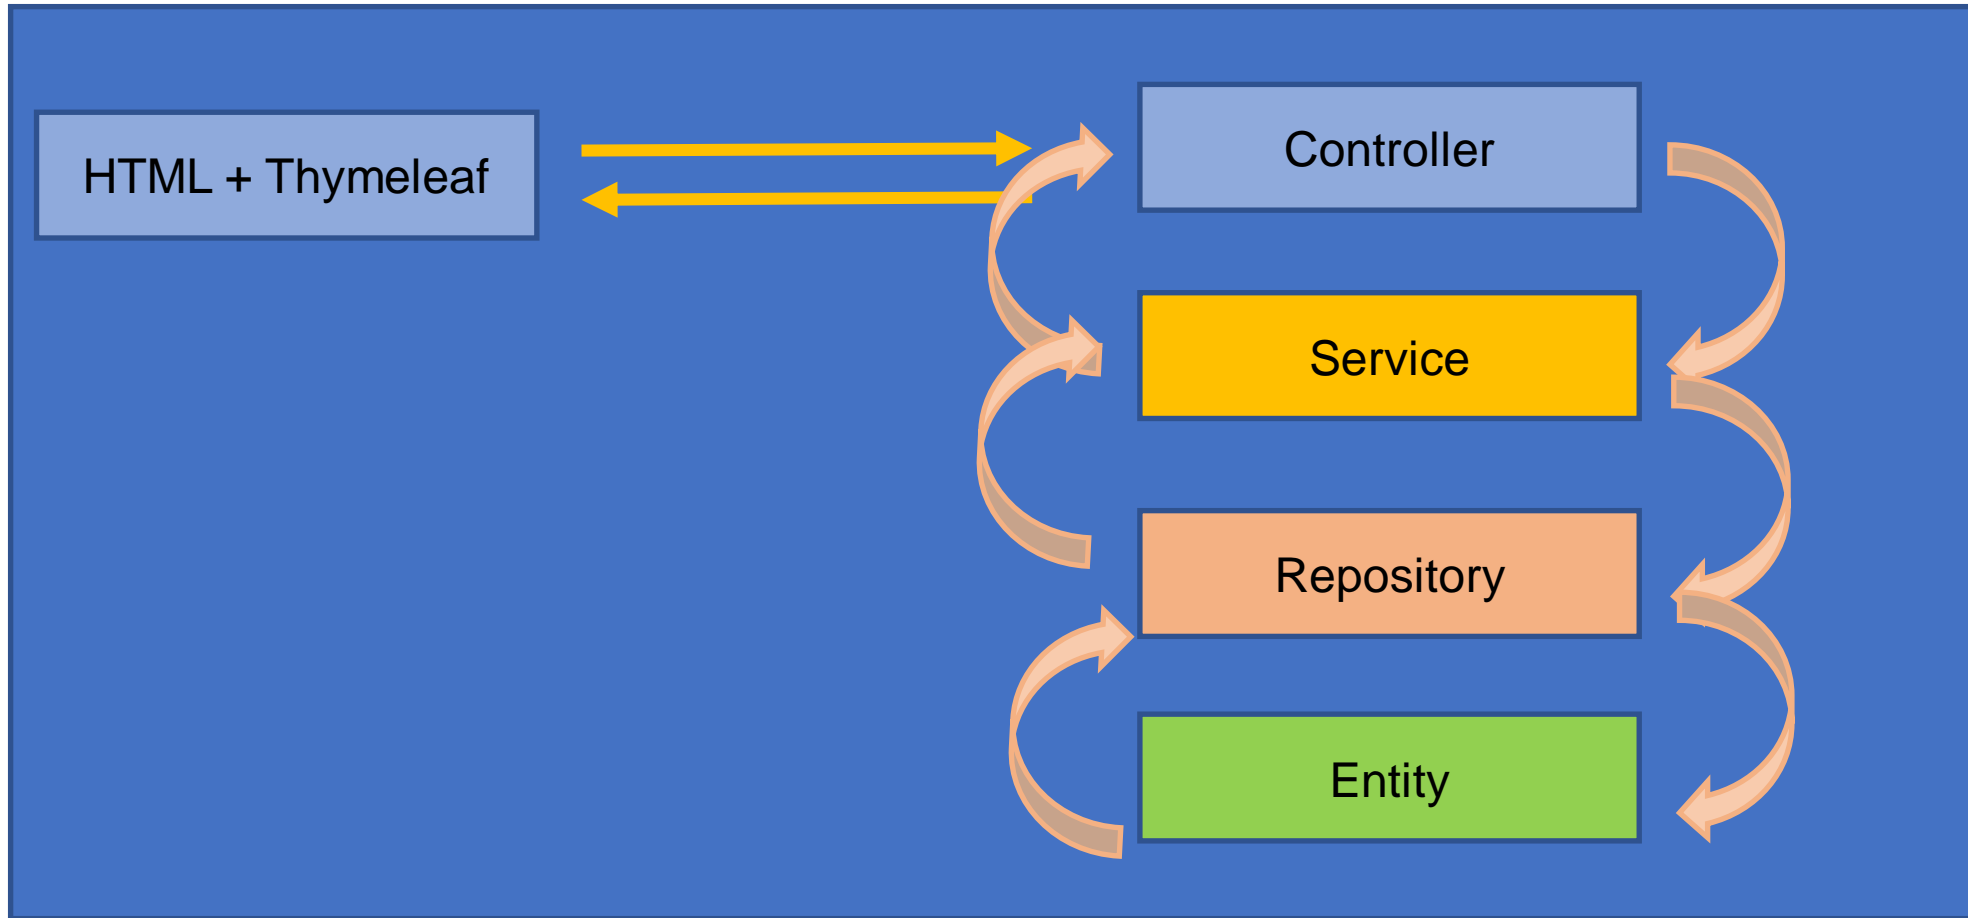 HTML + Thymeleaf
Controller
Service
Repository
Entity